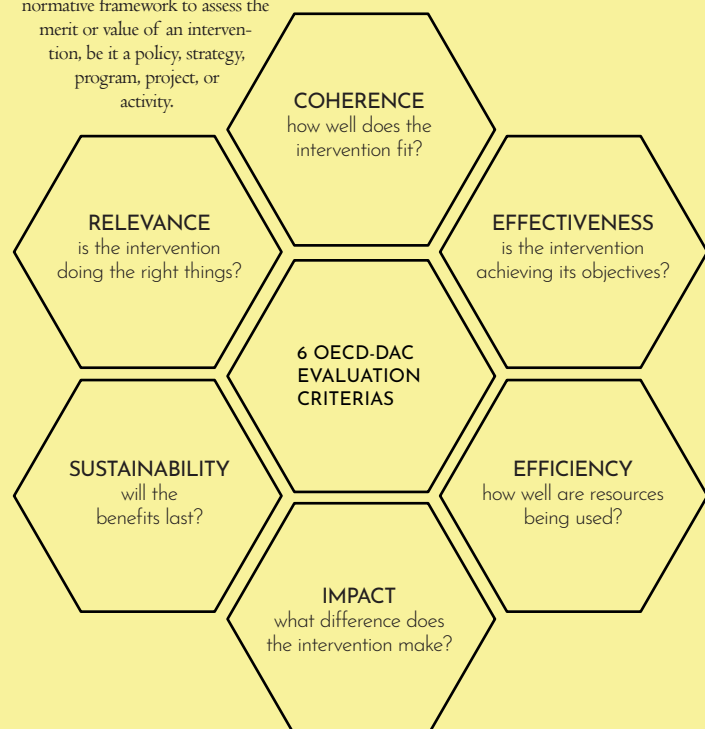 normative framework to assess the
merit or value of an interven-
tion, be it a policy, strategy,
program, project, or
activity.
COHERENCE
how well does the
intervention fit?
RELEVANCE
is the intervention
doing the right things?
EFFECTIVENESS
is the intervention
achieving its objectives?
6 OECD-DAC
EVALUATION
CRITERIAS
SUSTAINABILITY
will the
benefits last?
EFFICIENCY
how well are resources
being used?
IMPACT
what difference does
the intervention make?